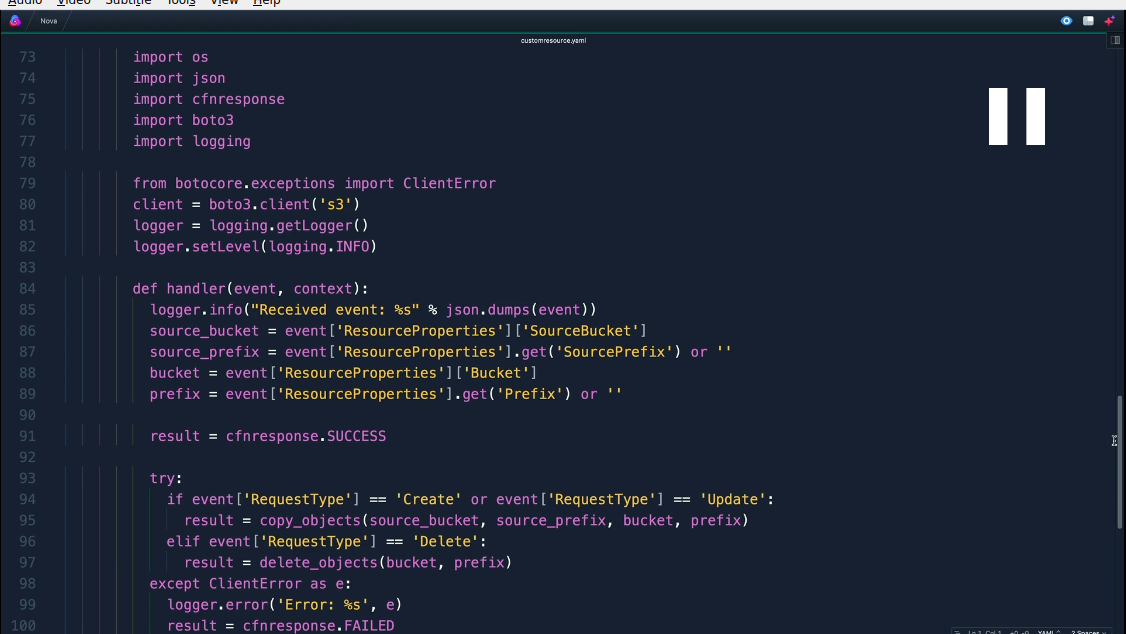 Audio Video Subtitle Tools View Help
Nova
customresource.yaml
73 import os
74 import json
75 import cfnresponse
76 import boto3
77 import logging
78
79 from botocore.exceptions import ClientError
80 client = boto3.client('s3')
81 logger = logging.getLogger()
82 logger.setLevel(logging.INFO)
83
84 def handler(event, context):
85 logger.info("Received event: %s" % json.dumps(event))
86 source_bucket = event['ResourceProperties']['SourceBucket']
87 source_prefix = event['ResourceProperties'].get('SourcePrefix') or ''
88 bucket = event['ResourceProperties']['Bucket']
89 prefix = event['ResourceProperties'].get('Prefix') or ''
90
91 result = cfnresponse.SUCCESS
92
93 try:
94 if event['RequestType'] == 'Create' or event['RequestType'] == 'Update':
95 result = copy_objects(source_bucket, source_prefix, bucket, prefix)
96 elif event['RequestType'] == 'Delete':
97 result = delete_objects(bucket, prefix)
98 except ClientError as e:
99 logger.error('Error: %s', e)
100 result = cfnresponse.FAILED
YAML 2 Spaces